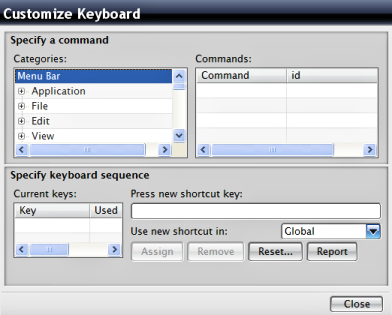 Customize Keyboard
Specify a command
Categories:
Commands:
Menu Bar
Command id
Application
File
Edit
View
Specify keyboard sequence
Current keys:
Press new shortcut key:
Key Used
Use new shortcut in: Global
Assign Remove Reset... Report
Close